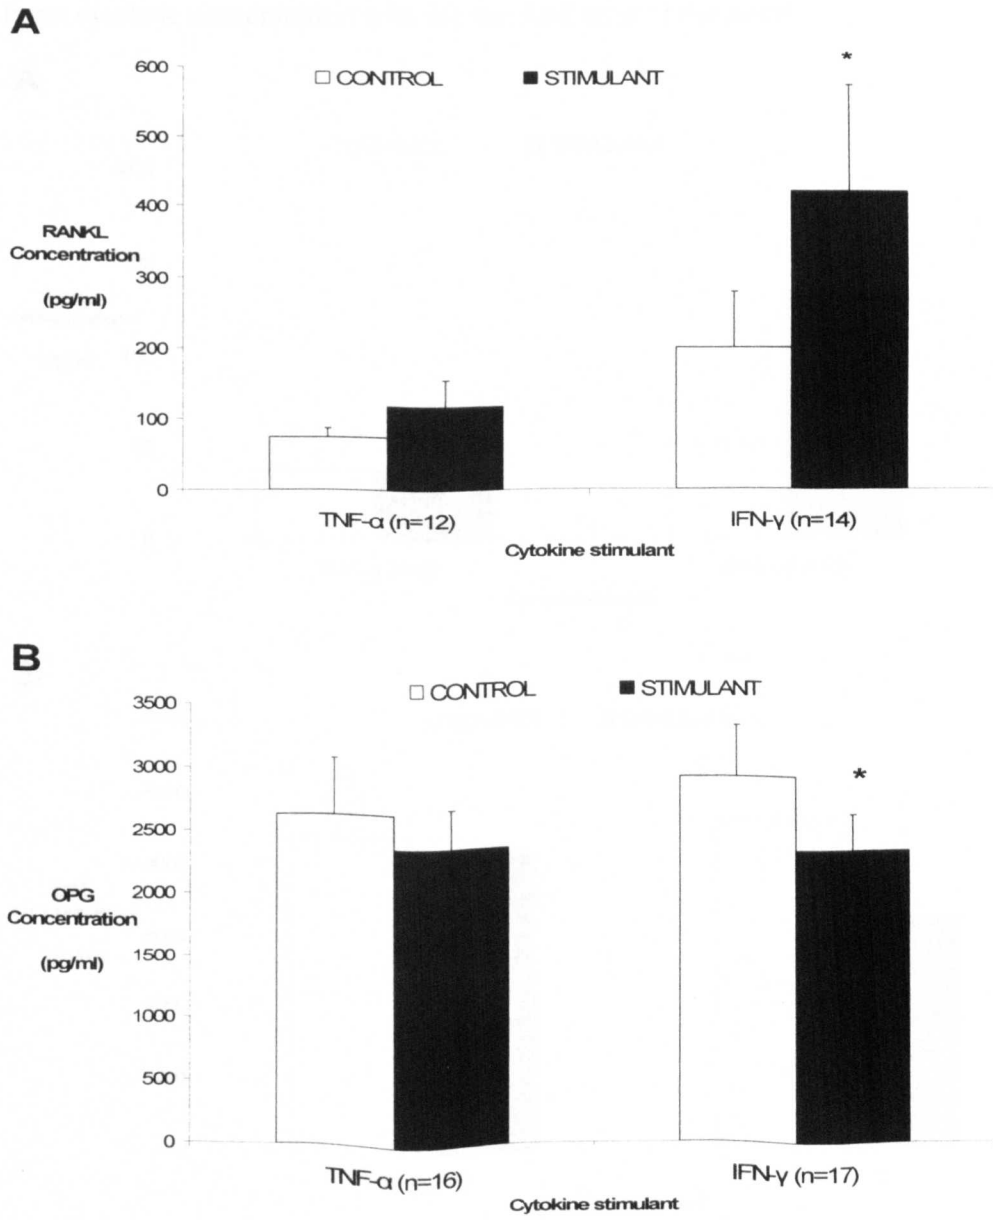 A
*
600
□ CONTROL ■ STIMULANT
500
400
RANKL
Concentration
300
(pg/ml)
200
100
0
TNF-α (n=12) IFN-γ (n=14)
Cytokine stimulant
B
□ CONTROL ■ STIMULANT
3500
3000
*
2500
2000
OPG
Concentration
1500
(pg/ml)
1000
500
0
TNF-α (n=16) IFN-γ (n=17)
Cytokine stimulant